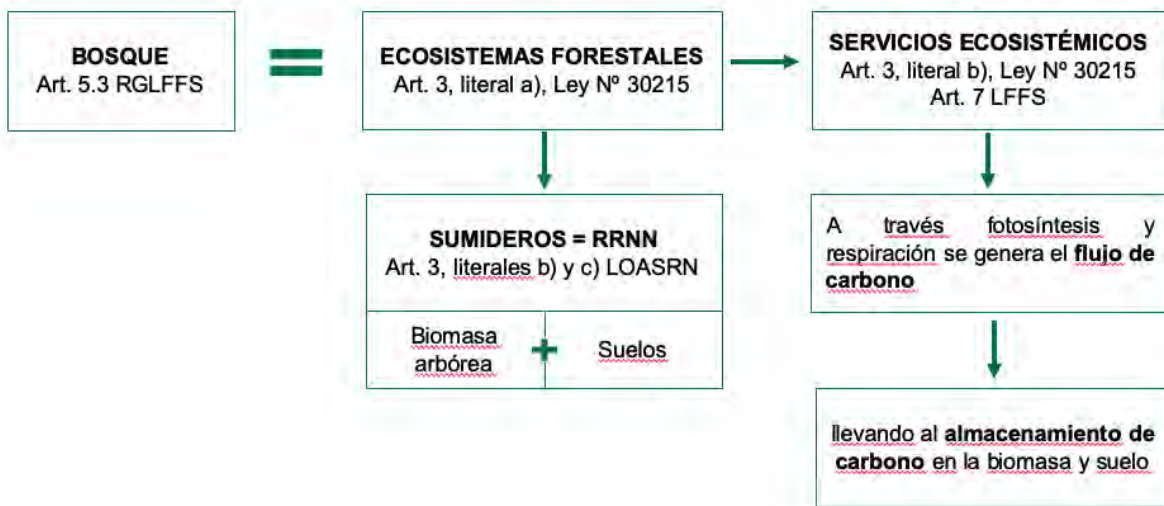 BOSQUE
Art. 5.3 RGLFFS
ECOSISTEMAS FORESTALES
Art. 3, literal a), Ley Nº 30215
SERVICIOS ECOSISTÉMICOS
Art. 3, literal b), Ley Nº 30215
Art. 7 LFFS
SUMIDEROS = RRNN
Art. 3, literales b) y c) LOASRN
Biomasa
arbórea
+
Suelos
A través fotosíntesis y
respiración se genera el flujo de
carbono
llevando al almacenamiento de
carbono en la biomasa y suelo